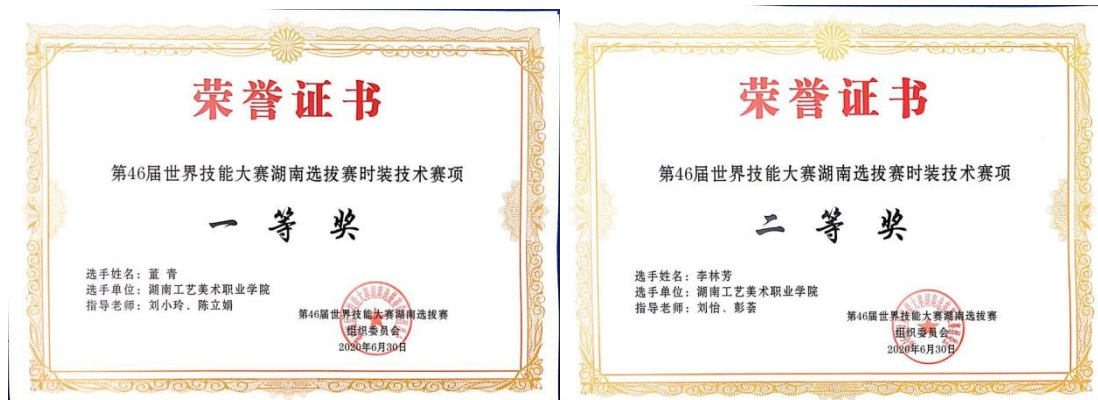 荣誉证书
第46届世界技能大赛湖南选拔赛时装技术赛项
一等奖
选手姓名：董 青
选手单位：湖南工艺美术职业学院
指导老师：刘小玲、陈立娟
第46届世界技能大赛湖南选拔赛
组织委员会
2020年6月30日
荣誉证书
第46届世界技能大赛湖南选拔赛时装技术赛项
二等奖
选手姓名：李林芳
选手单位：湖南工艺美术职业学院
指导老师：刘怡、彭荟
第46届世界技能大赛湖南选拔赛
组织委员会
2020年6月30日